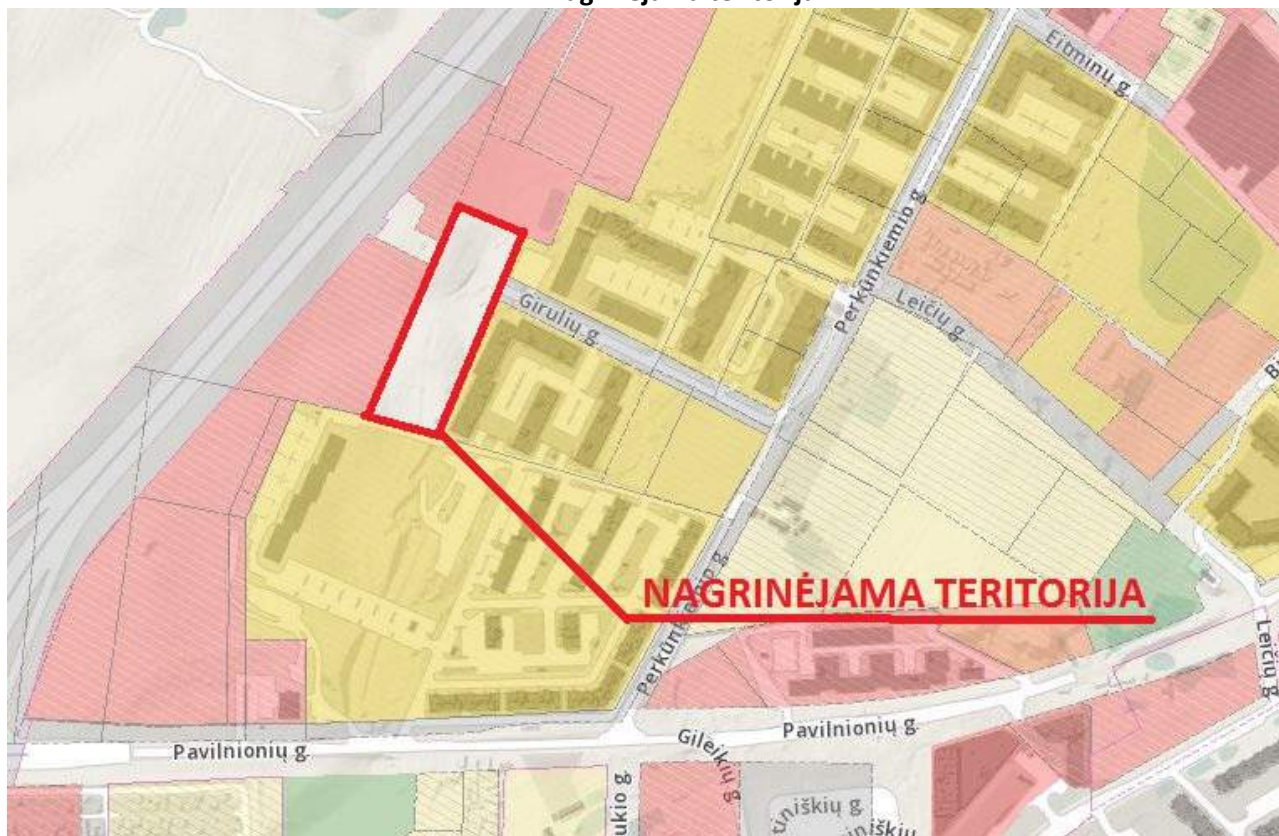 Eitminų g.
Perkūnkiemio g.
Leičių g.
Girulių g.
NAGRINĖJAMA TERITORIJA
Leičių g.
Pavilnionių g.
Pavilnionių g.
Gileikių g.